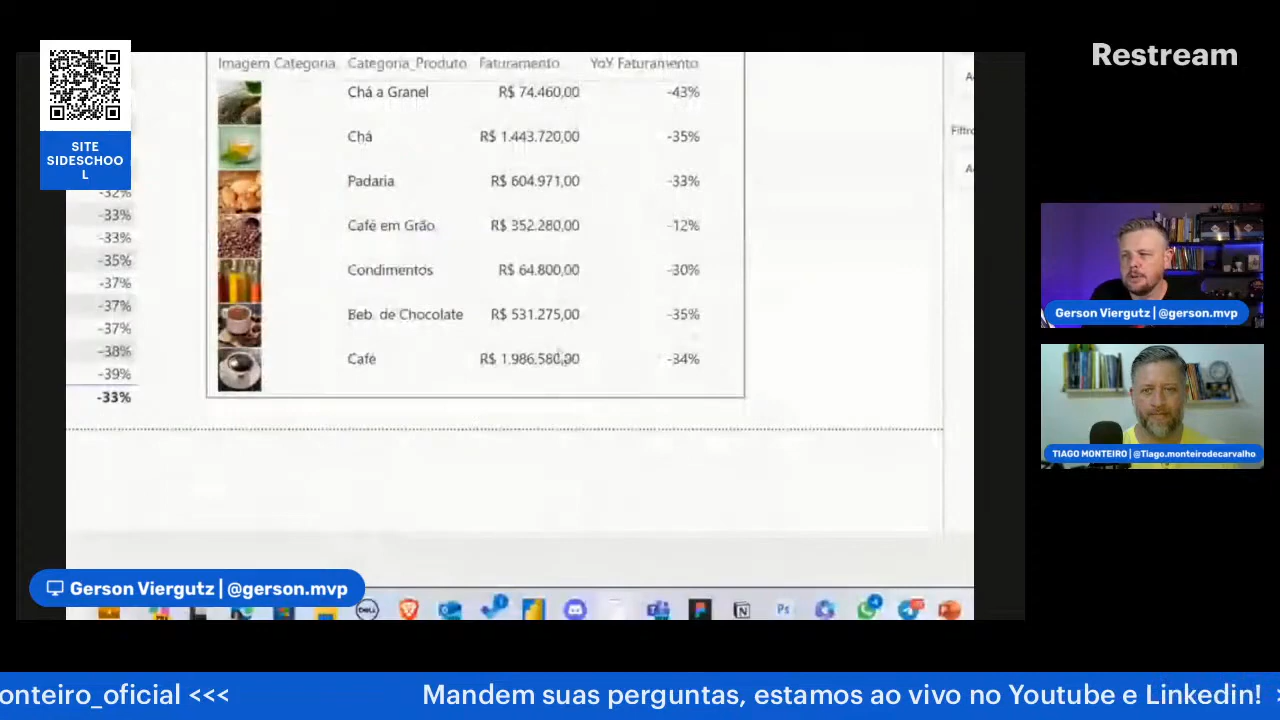 Restream
SITE
SIDESCHOO
L
Imagem Categoria Categoria_Produto Faturamento YoY Faturamento
Chá a Granel R$ 74.460,00 -43%
Chá R$ 1.443.720,00 -35%
Padaria R$ 604.971,00 -33%
Café em Grão R$ 352.280,00 -12%
Condimentos R$ 64.800,00 -30%
Beb. de Chocolate R$ 531.275,00 -35%
Café R$ 1.986.580,00 -34%
-32%
-33%
-33%
-35%
-37%
-37%
-37%
-38%
-39%
-33%
Filtro
Gerson Viergutz | @gerson.mvp
TIAGO MONTEIRO | @Tiago.monteirodecarvalho
Gerson Viergutz | @gerson.mvp
DELL
Ps
onteiro_oficial <<< Mandem suas perguntas, estamos ao vivo no Youtube e Linkedin!